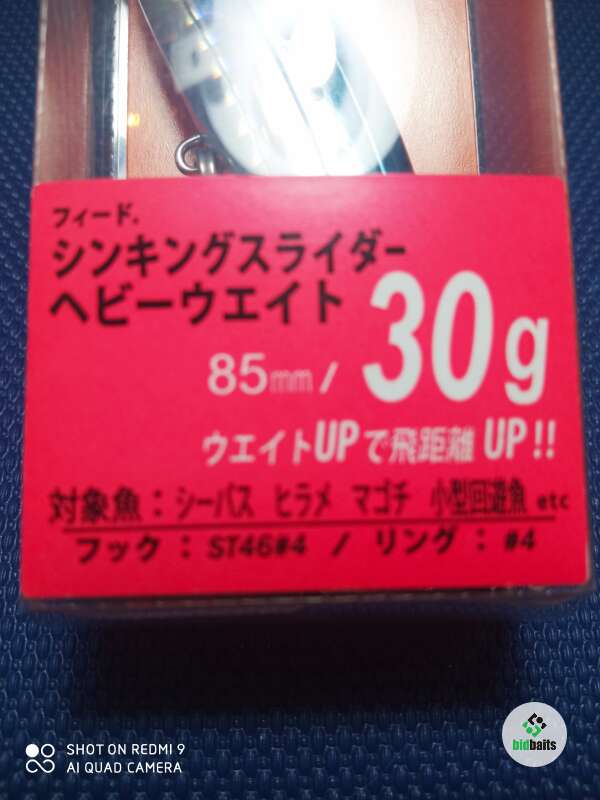 フィード.
シンキングスライダー
ヘビーウエイト 30g
85mm/
ウエイトUPで飛距離 UP!!
対象魚：シーバス ヒラメ マゴチ 小型回遊魚 etc
フック：ST46#4 / リング：#4
SHOT ON REDMI 9
AI QUAD CAMERA
bidbaits